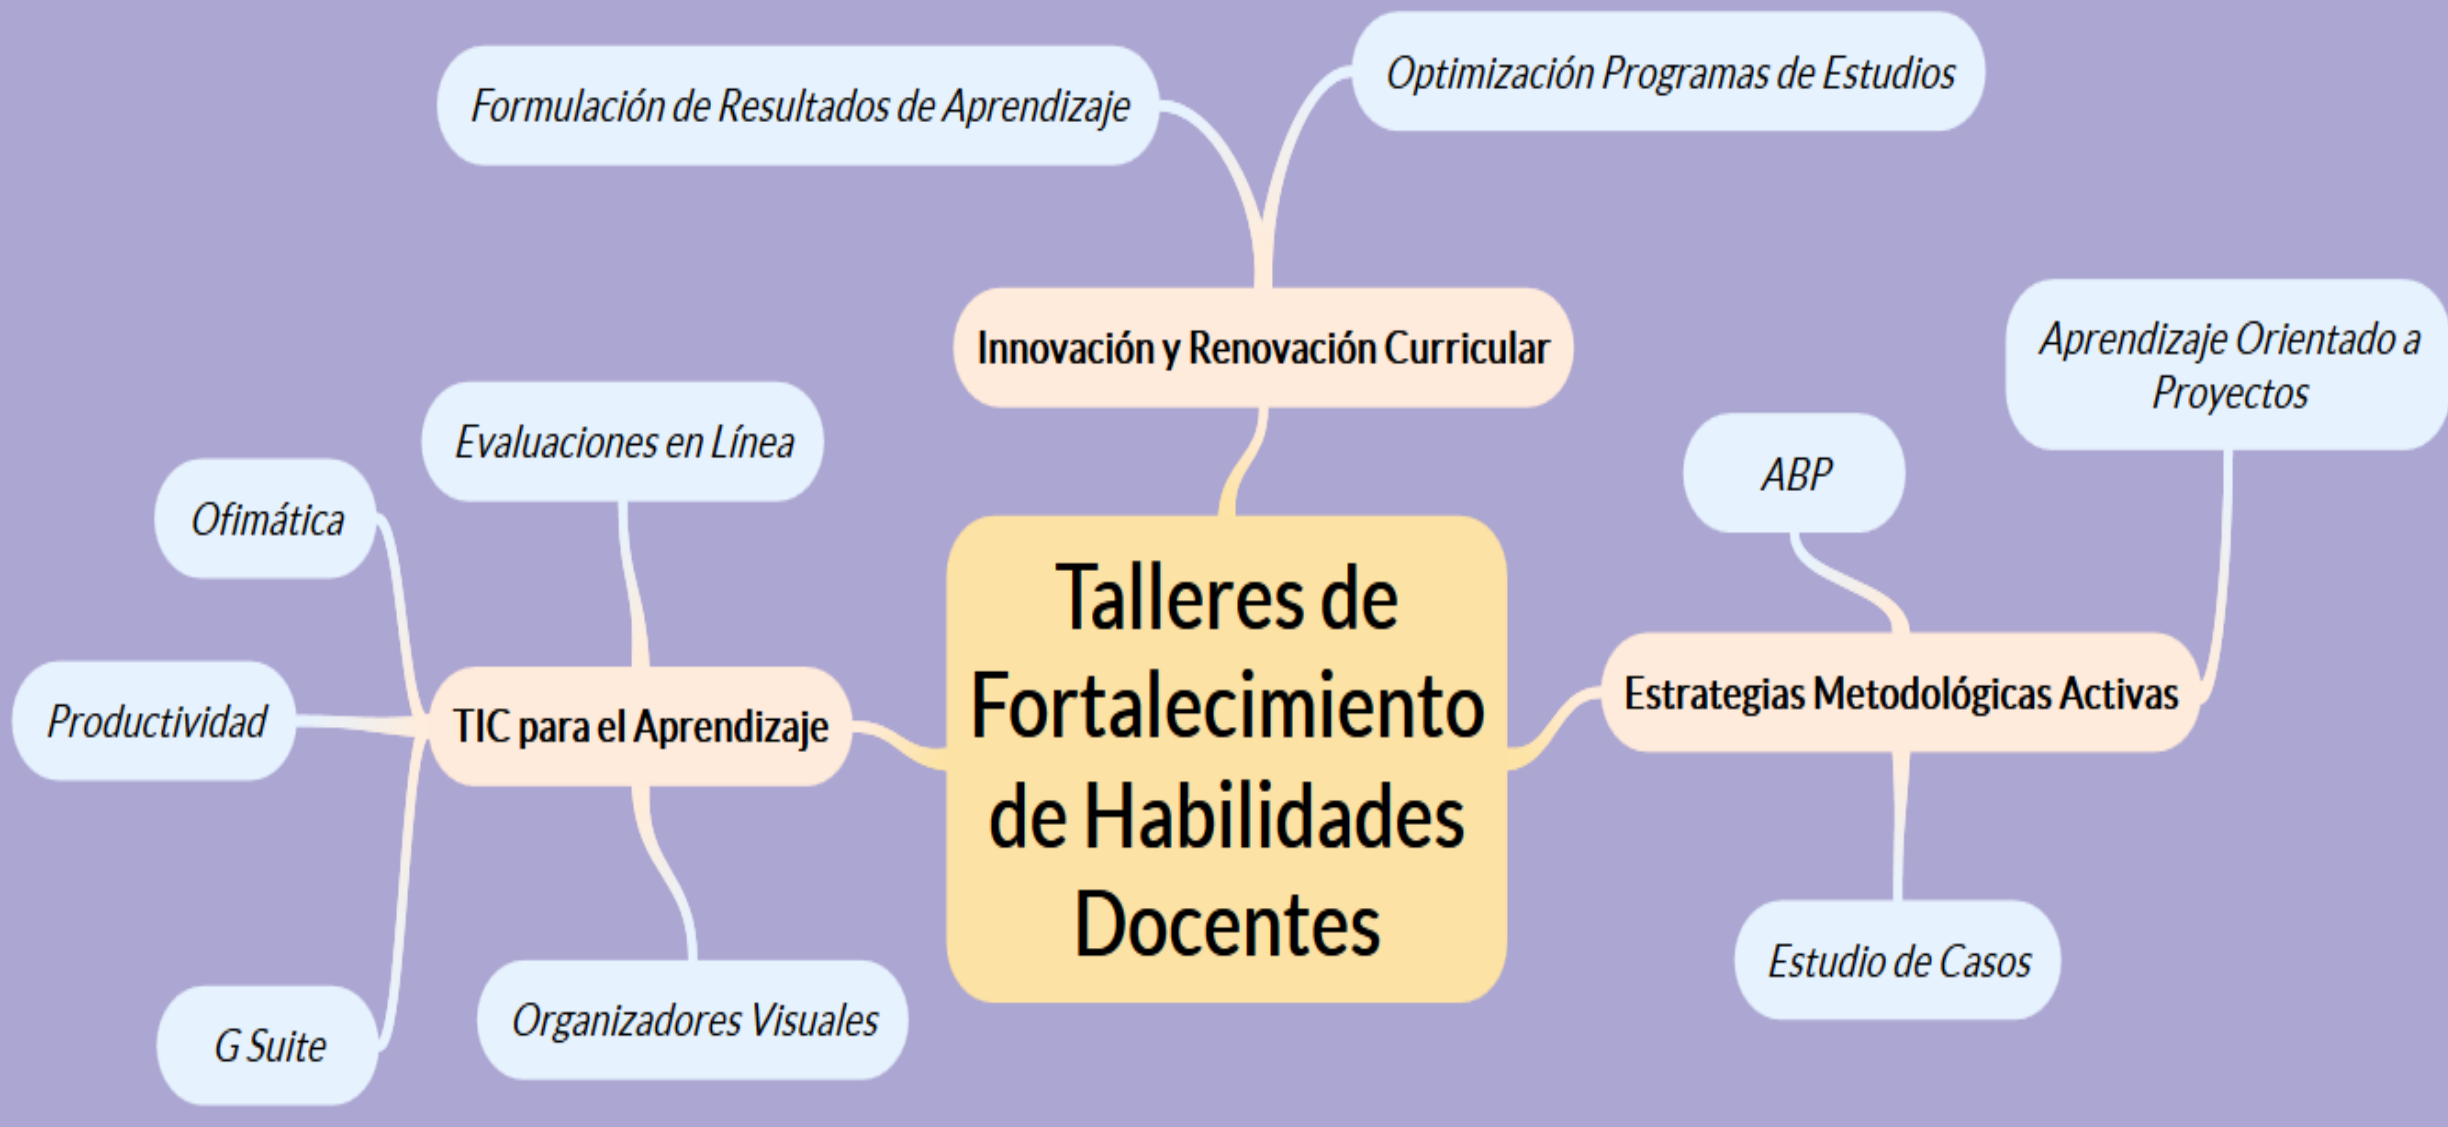 Optimización Programas de Estudios
Formulación de Resultados de Aprendizaje
Innovación y Renovación Curricular
Aprendizaje Orientado a
Proyectos
Evaluaciones en Línea
ABP
Ofimática
Talleres de
Fortalecimiento
de Habilidades
Docentes
Estrategias Metodológicas Activas
Productividad
TIC para el Aprendizaje
Estudio de Casos
Organizadores Visuales
G Suite